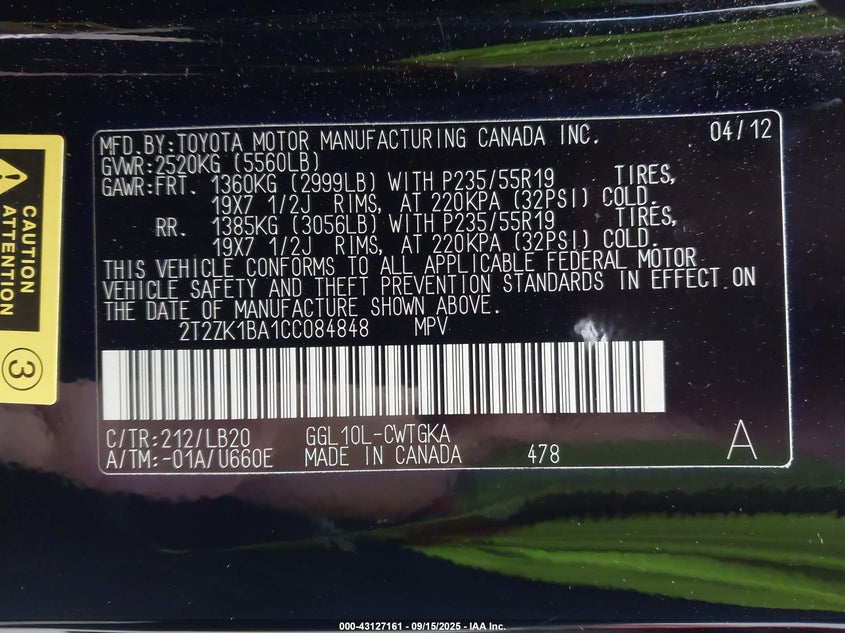 MFD.BY:TOYOTA MOTOR MANUFACTURING CANADA INC. 04/12
GVWR:2520KG (5560LB)
GAWR:FRT. 1360KG (2999LB) WITH P235/55R19 TIRES,
19X7 1/2J RIMS, AT 220KPA (32PSI) COLD.
RR. 1385KG (3056LB) WITH P235/55R19 TIRES,
19X7 1/2J RIMS, AT 220KPA (32PSI) COLD.
THIS VEHICLE CONFORMS TO ALL APPLICABLE FEDERAL MOTOR
VEHICLE SAFETY AND THEFT PREVENTION STANDARDS IN EFFECT ON
THE DATE OF MANUFACTURE SHOWN ABOVE.
2T2ZK1BA1CC084848 MPV
C/TR:212/LB20 GGL10L-CWTGKA
A/TM:-01A/U660E MADE IN CANADA 478 A
CAUTION
ATTENTION
3
000-43127161 - 09/15/2025 - IAA Inc.